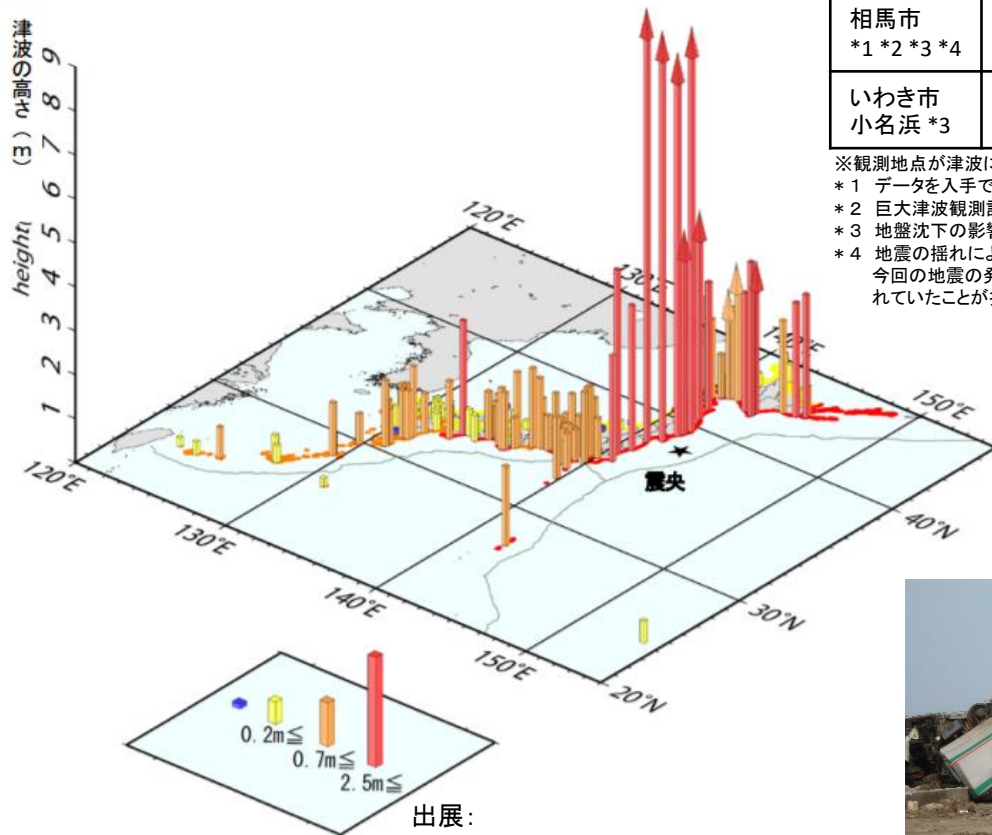 相馬市
*1 *2 *3 *4
いわき市
小名浜 *3
※観測地点が津波に
*1 データを入手で
*2 巨大津波観測
*3 地盤沈下の影
*4 地震の揺れに
今回の地震の
れていたことが
津波の高さ(m)
height
9
8
7
6
5
4
3
2
1
120°E
130°E
140°E
150°E
120°E
130°E
140°E
150°E
40°N
30°N
20°N
震央
0.2m≦
0.7m≦
2.5m≦
出展: